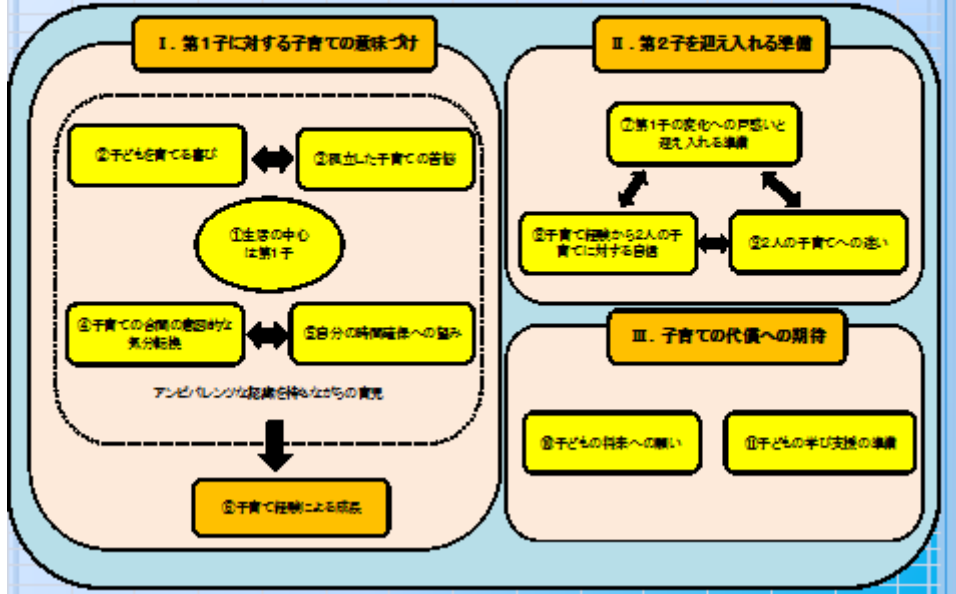 Ⅰ．第1子に対する子育ての意味づけ
②子どもを育てる喜び
③孤立した子育ての苦悩
①生活の中心
は第1子
④子育ての合間の意図的な
気分転換
⑤自分の時間確保への望み
アンビバレンツな認識を持ちながらの育児
⑥子育て経験による成長
Ⅱ．第2子を迎え入れる準備
⑦第1子の変化への戸惑いと
迎え入れる準備
⑧子育て経験から2人の子
育てに対する自信
⑨2人の子育てへの迷い
Ⅲ．子育ての代償への期待
⑩子どもの将来への願い
⑪子どもの学び支援の準備